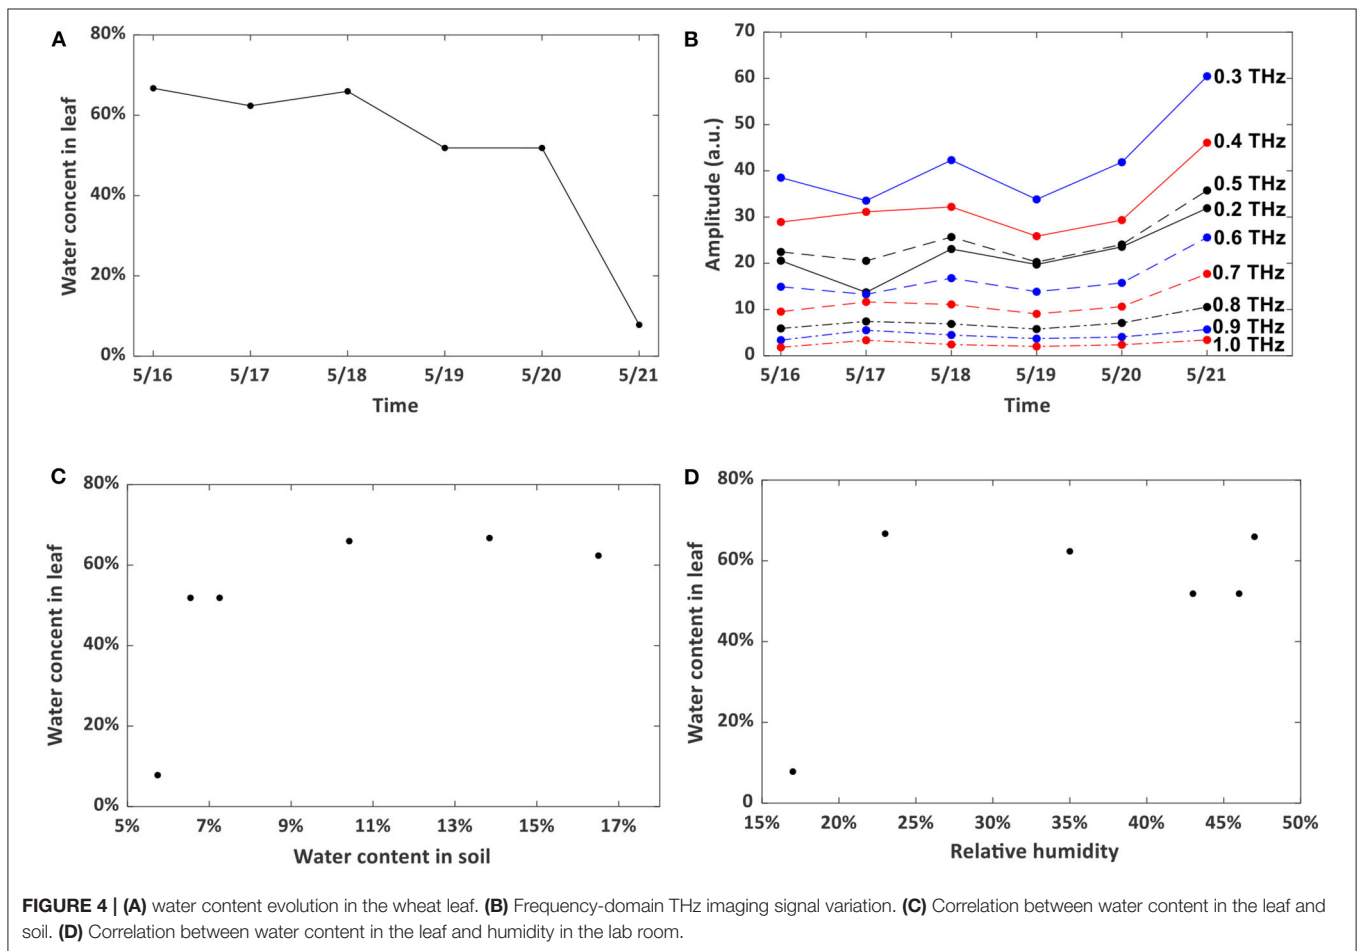 A
80%
60%
40%
20%
0%
Water concent in leaf
5/16 5/17 5/18 5/19 5/20 5/21
Time
B
70
60
50
40
30
20
10
0
Amplitude (a.u.)
0.3 THz
0.4 THz
0.5 THz
0.2 THz
0.6 THz
0.7 THz
0.8 THz
0.9 THz
1.0 THz
5/16 5/17 5/18 5/19 5/20 5/21
Time
C
80%
60%
40%
20%
0%
Water concent in leaf
5% 7% 9% 11% 13% 15% 17%
Water content in soil
D
80%
60%
40%
20%
0
Water content in leaf
15% 20% 25% 30% 35% 40% 45% 50%
Relative humidity
FIGURE 4 | (A) water content evolution in the wheat leaf. (B) Frequency-domain THz imaging signal variation. (C) Correlation between water content in the leaf and
soil. (D) Correlation between water content in the leaf and humidity in the lab room.